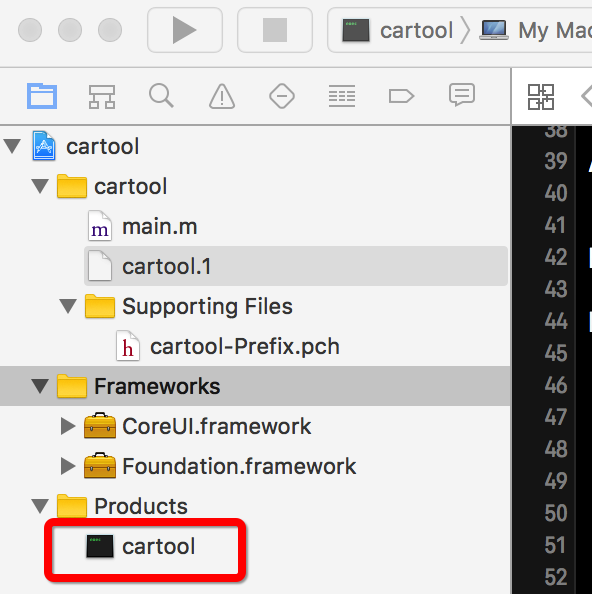 cartool 〉 My Mac
cartool
cartool
main.m
m
cartool.1
Supporting Files
h
cartool-Prefix.pch
Frameworks
CoreUI.framework
Foundation.framework
Products
cartool
38
39
40
41
42
43
44
45
46
47
48
49
50
51
52